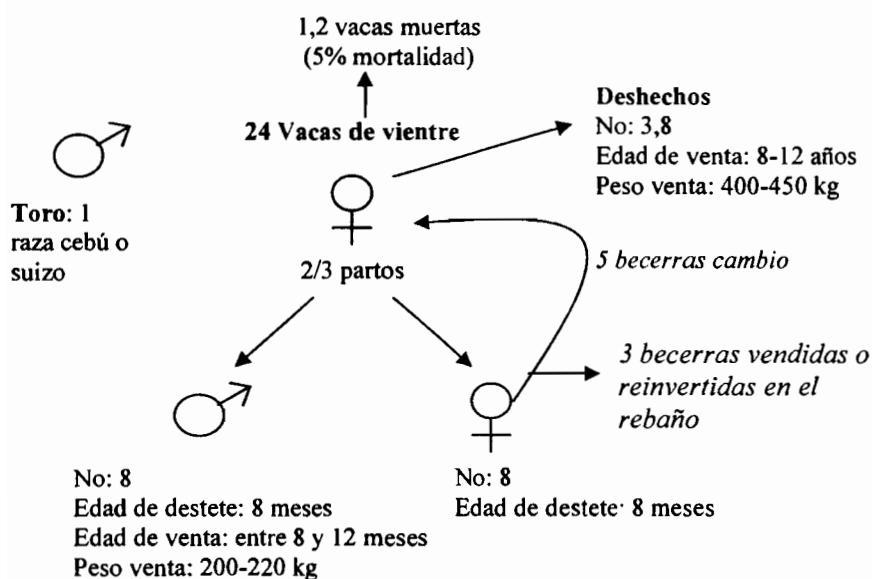 1,2 vacas muertas
(5% mortalidad)
24 Vacas de vientre
Deshechos
No: 3,8
Edad de venta: 8-12 años
Peso venta: 400-450 kg
Toro: 1
raza cebú o
suizo
2/3 partos
5 becerras cambio
3 becerras vendidas o
reinvertidas en el
rebaño
No: 8
Edad de destete: 8 meses
Edad de venta: entre 8 y 12 meses
Peso venta: 200-220 kg
No: 8
Edad de destete· 8 meses